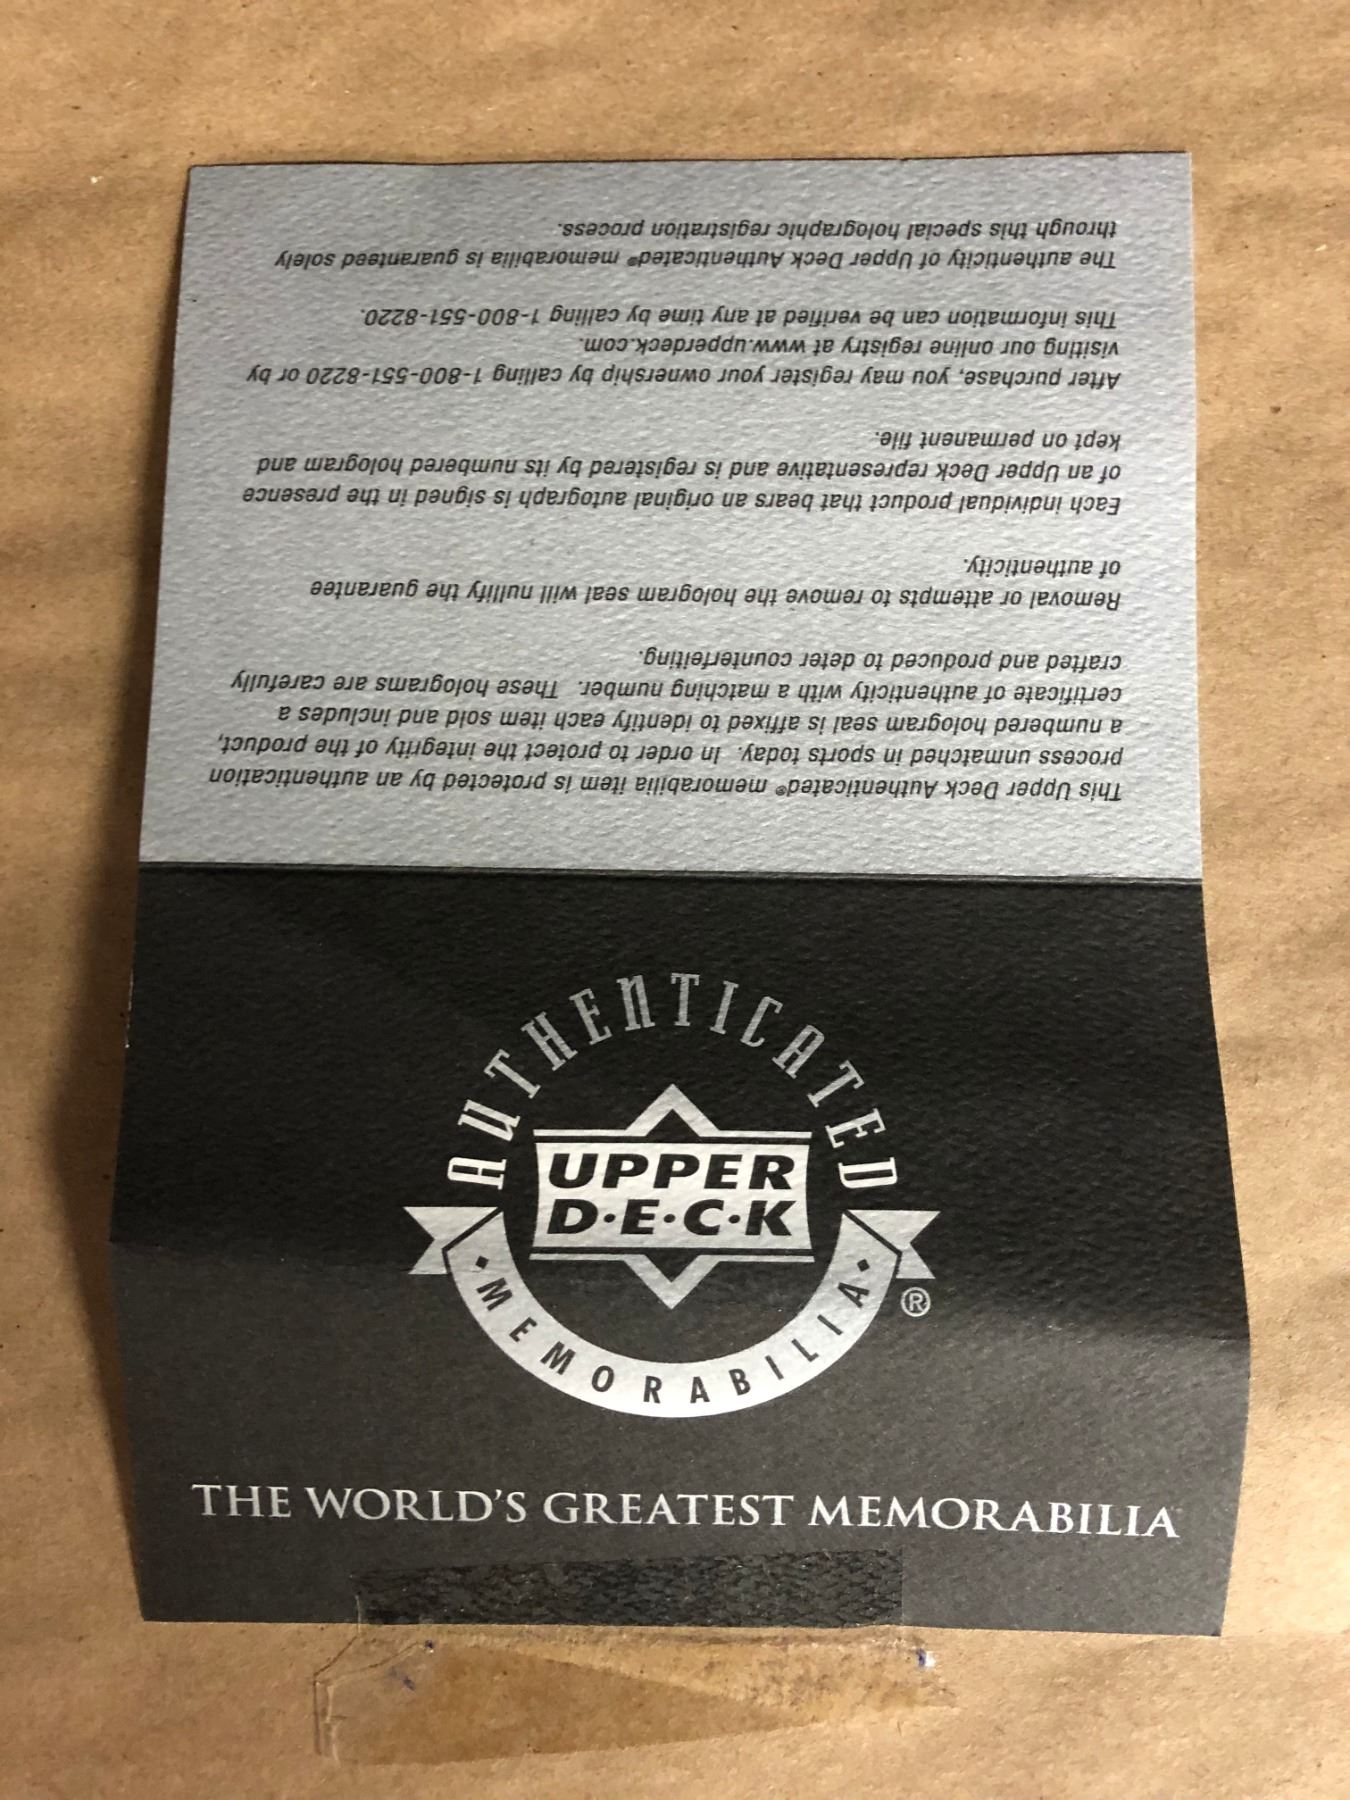 This Upper Deck Authenticated® memorabilia item is protected by an authentication
process unmatched in sports today. In order to protect the integrity of the product,
a numbered hologram seal is affixed to identify each item sold and includes a
certificate of authenticity with a matching number. These holograms are carefully
crafted and produced to deter counterfeiting.
Removal or attempts to remove the hologram seal will nullify the guarantee
of authenticity.
Each individual product that bears an original autograph is signed in the presence
of an Upper Deck representative and is registered by its numbered hologram and
kept on permanent file.
After purchase, you may register your ownership by calling 1-800-551-8220 or by
visiting our online registry at www.upperdeck.com.
This information can be verified at any time by calling 1-800-551-8220.
The authenticity of Upper Deck Authenticated® memorabilia is guaranteed solely
through this special holographic registration process.
AUTHENTICATED
UPPER
D·E·C·K
·MEMORABILIA·
®
THE WORLD'S GREATEST MEMORABILIA™